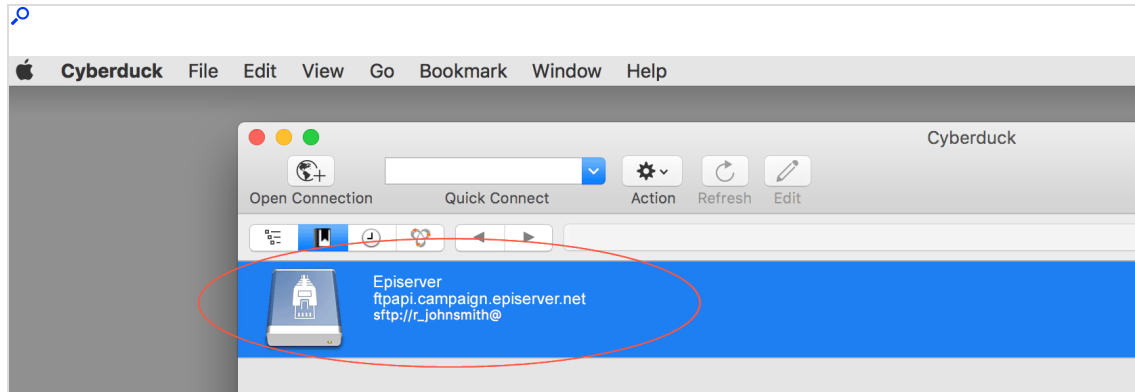 Cyberduck File Edit View Go Bookmark Window Help
Cyberduck
Open Connection Quick Connect Action Refresh Edit
Episerver
ftpapi.campaign.episerver.net
sftp://r_johnsmith@